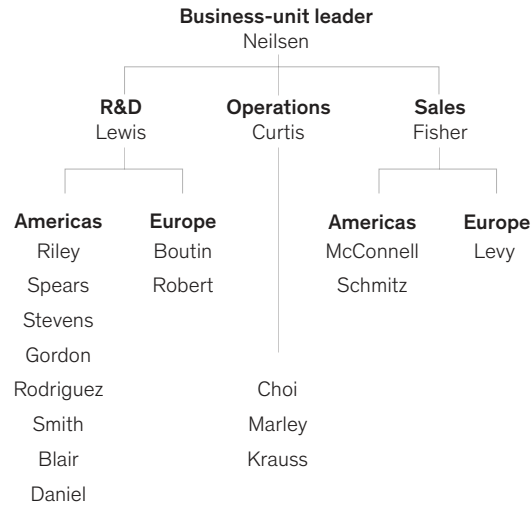 Business-unit leader
Neilsen
R&D
Lewis
Operations
Curtis
Sales
Fisher
Americas
Riley
Spears
Stevens
Gordon
Rodriguez
Smith
Blair
Daniel
Europe
Boutin
Robert
Choi
Marley
Krauss
Americas
McConnell
Schmitz
Europe
Levy